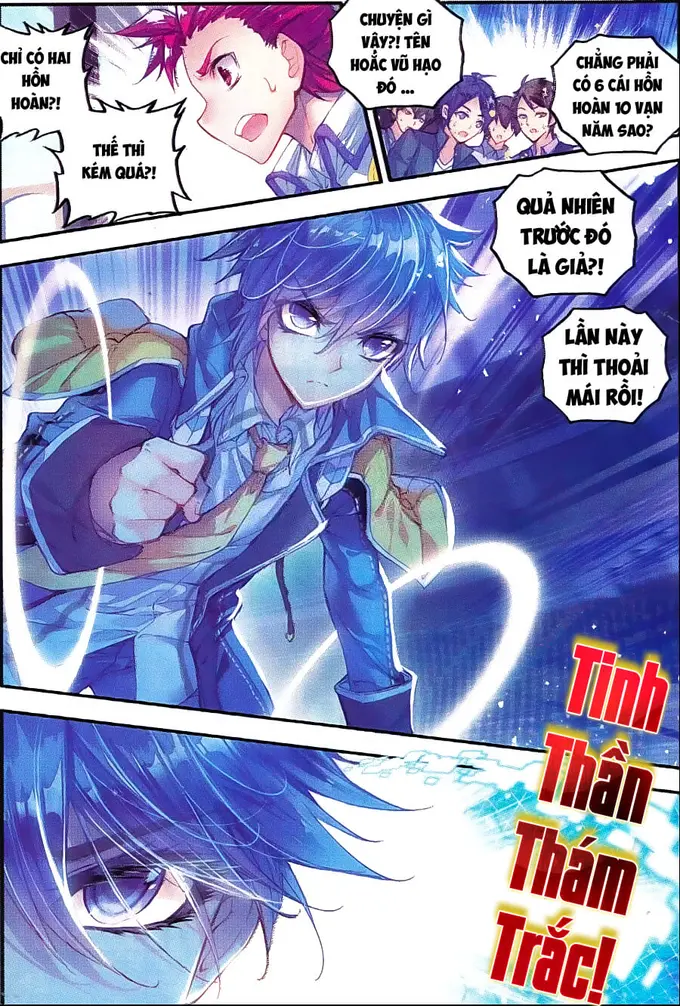 CHỈ CÓ HAI
HỒN
HOÀN?!
THẾ THÌ
KÉM QUÁ?!
CHUYỆN GÌ
VẬY?! TÊN
HOẮC VŨ HẠO
ĐÓ ...
CHẲNG PHẢI
CÓ 6 CÁI HỒN
HOÀN 10 VẠN
NĂM SAO?
QUẢ NHIÊN
TRƯỚC ĐÓ
LÀ GIẢ?!
LẦN NÀY
THÌ THOẢI
MÁI RỒI!
Tinh
Thần
Thám
Trắc!